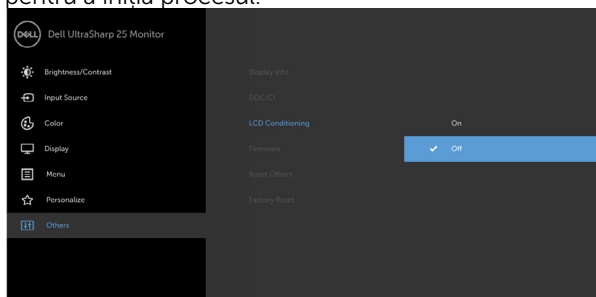 pentru a iniția procesul.
DELL Dell UltraSharp 25 Monitor
Brightness/Contrast
Display Info
Input Source
DDC/CI
Color
LCD Conditioning
On
Display
Firmware
Off
Menu
Reset Others
Personalize
Factory Reset
Others